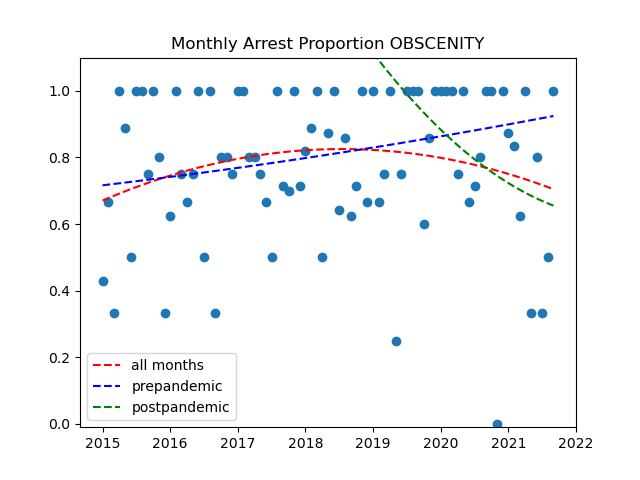 Monthly Arrest Proportion OBSCENITY
1.0
0.8
0.6
0.4
0.2
0.0
all months
prepandemic
postpandemic
2015 2016 2017 2018 2019 2020 2021 2022